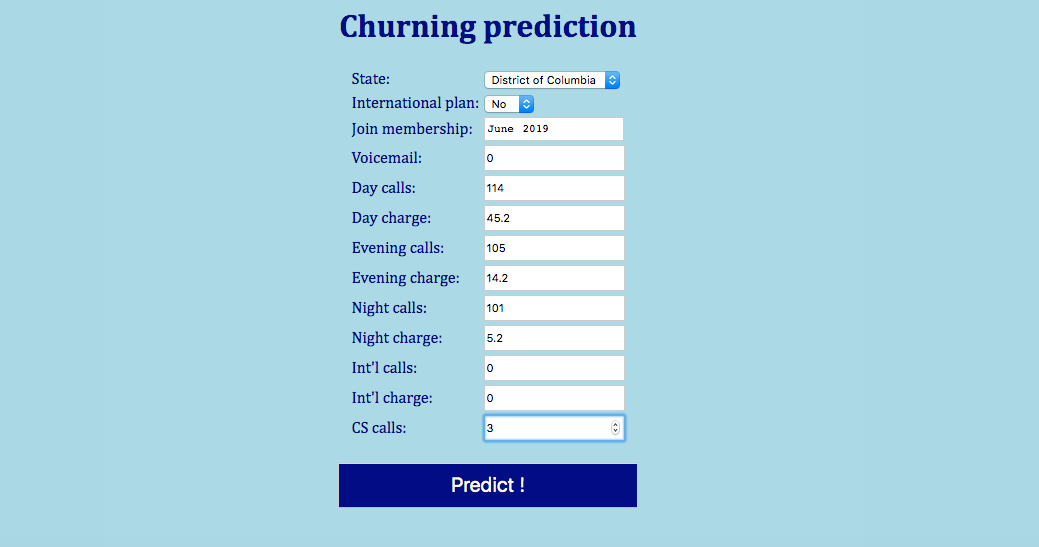 Churning prediction
State: District of Columbia
International plan: No
Join membership: June 2019
Voicemail: 0
Day calls: 114
Day charge: 45.2
Evening calls: 105
Evening charge: 14.2
Night calls: 101
Night charge: 5.2
Int'l calls: 0
Int'l charge: 0
CS calls: 3
Predict !